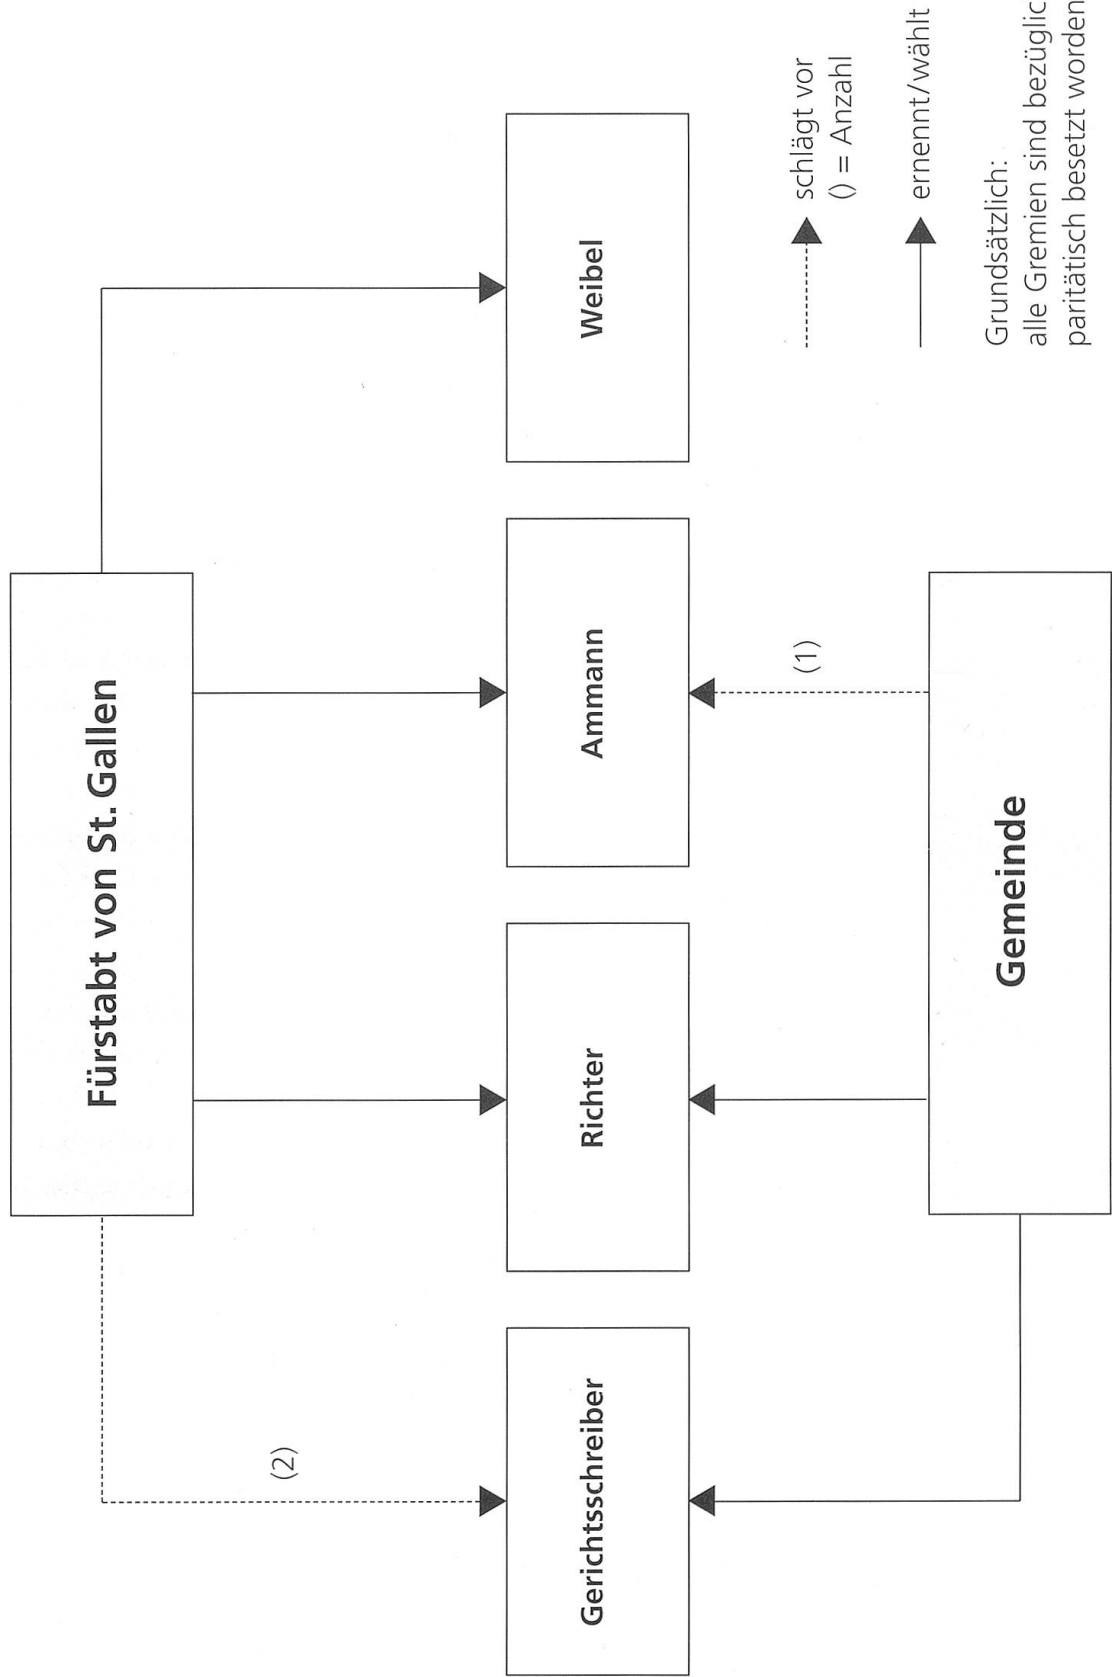 Fürstabt von St. Gallen
(2)
Gerichtsschreiber
Richter
Ammann
Weibel
(1)
Gemeinde
schlägt vor
() = Anzahl
ernennt/wählt
Grundsätzlich:
alle Gremien sind bezüglic
paritätisch besetzt worden